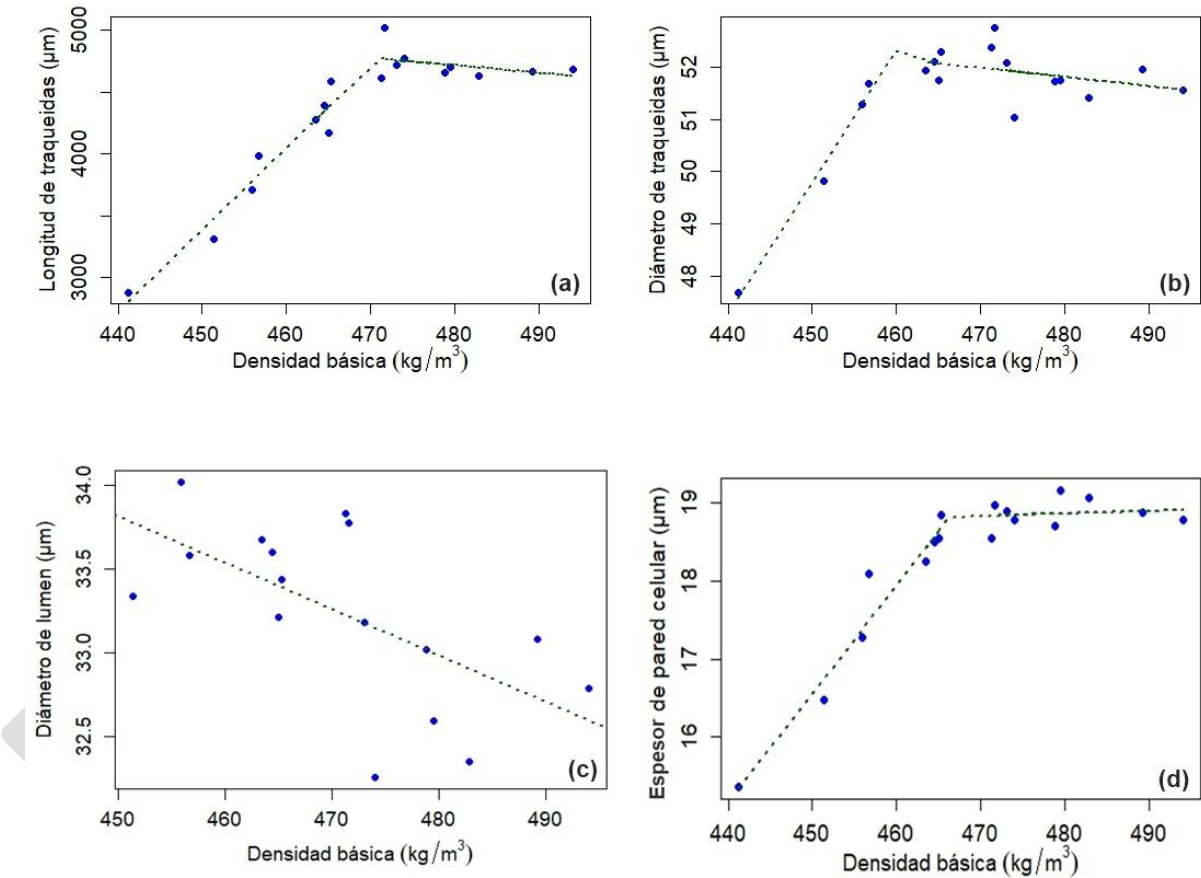 Longitud de traqueidas (µm)
5000
4000
3000
440 450 460 470 480 490
Densidad básica (kg/m³)
(a)
Diámetro de traqueidas (µm)
52
51
50
49
48
440 450 460 470 480 490
Densidad básica (kg/m³)
(b)
Diámetro de lumen (µm)
34.0
33.5
33.0
32.5
450 460 470 480 490
Densidad básica (kg/m³)
(c)
Espesor de pared celular (µm)
19
18
17
16
440 450 460 470 480 490
Densidad básica (kg/m³)
(d)